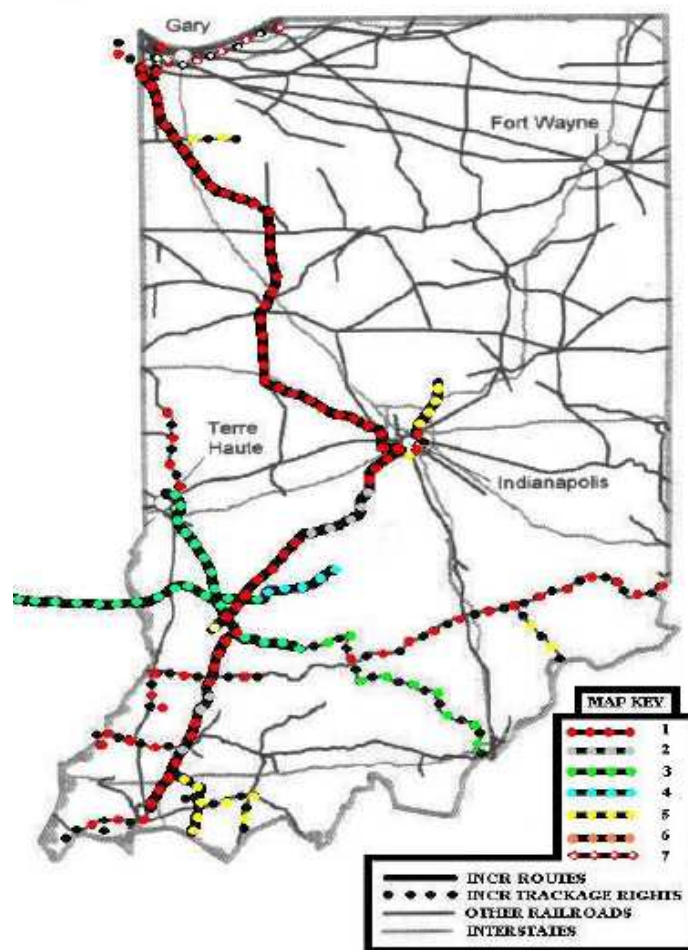 Gary
Fort Wayne
Terre
Haute
Indianapolis
MAP KEY
1
2
3
4
5
6
7
INCR ROUTES
INCR TRACKAGE RIGHTS
OTHER RAILROADS
INTERSTATES